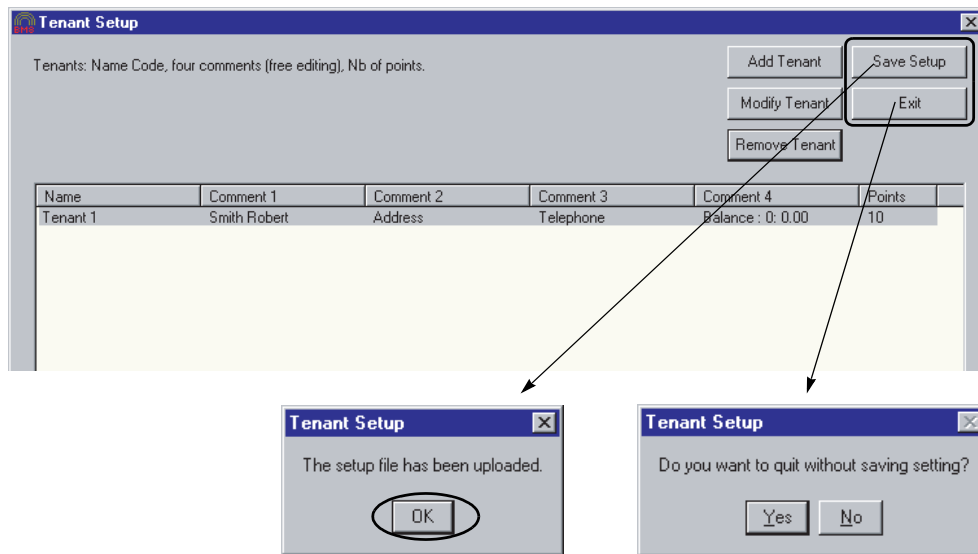 Tenant Setup
Tenants: Name Code, four comments (free editing), Nb of points.
Add Tenant
Save Setup
Modify Tenant
Exit
Remove Tenant
Name Comment 1 Comment 2 Comment 3 Comment 4 Points
Tenant 1 Smith Robert Address Telephone Balance : 0: 0.00 10
Tenant Setup
The setup file has been uploaded.
OK
Tenant Setup
Do you want to quit without saving setting?
Yes No